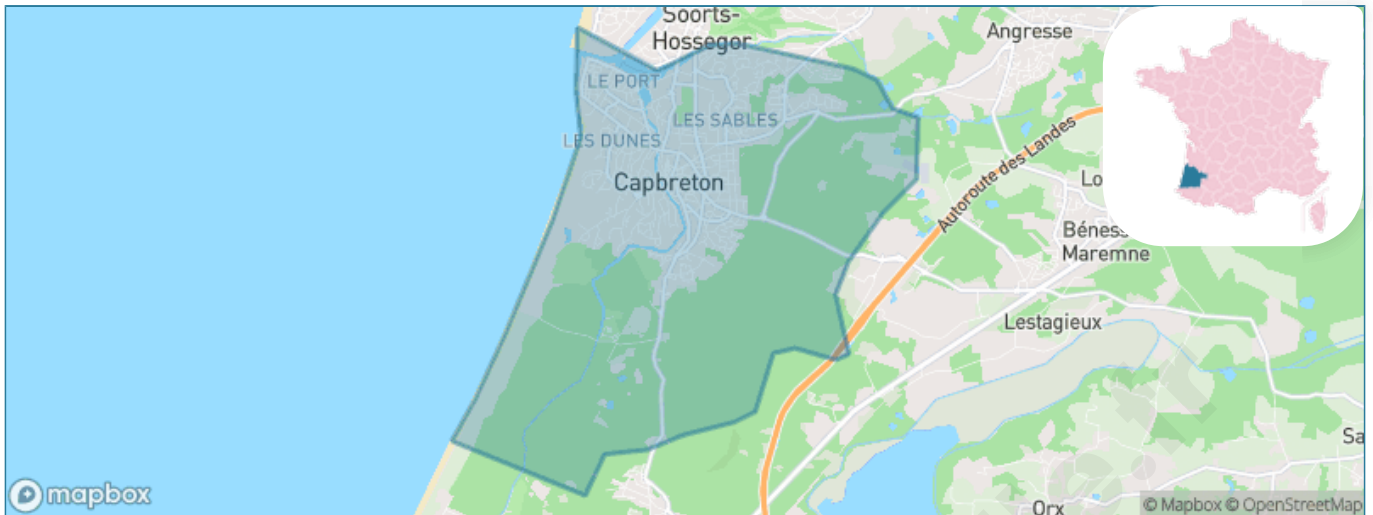 Soorts-
Hossegor
Angresse
LE PORT
LES SABLES
LES DUNES
Autoroute des Landes
Capbreton
Lo
Béness
Maremne
Lestagieux
Sa
Orx
mapbox
© Mapbox © OpenStreetMap